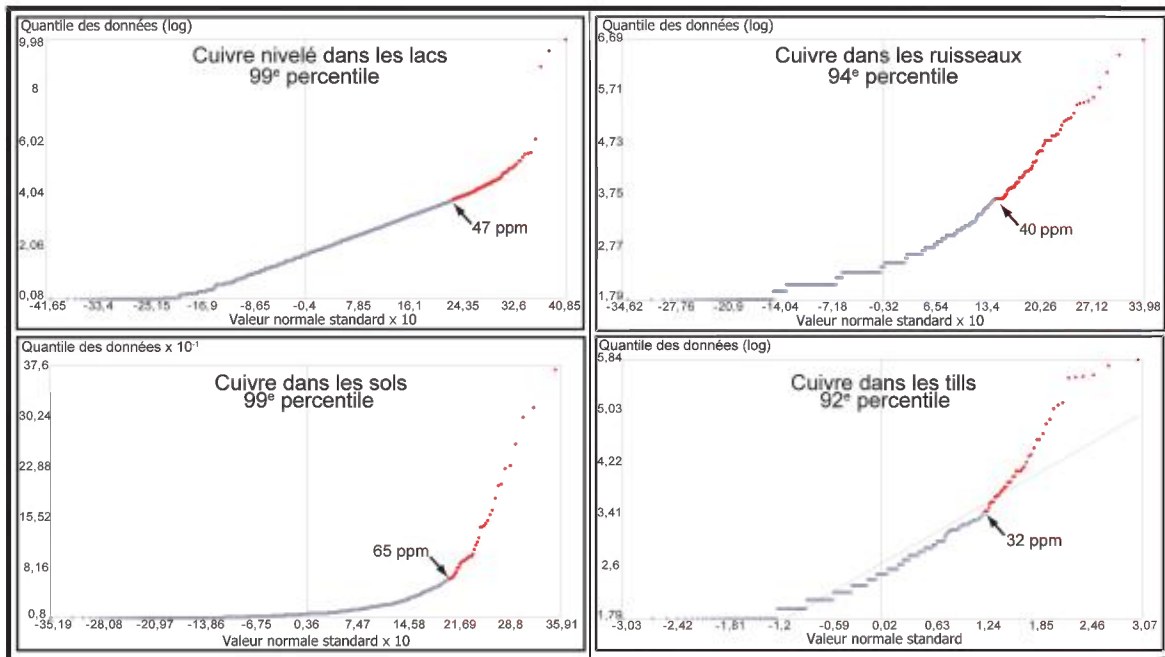 Quantile des données (log)
Cuivre nivelé dans les lacs
99e percentile
9,98
8
6,02
4,04
2,06
0,08
47 ppm
-41,65 -33,4 -25,15 -16,9 -8,65 -0,4 7,85 16,1 24,35 32,6 40,85
Valeur normale standard x 10
Quantile des données (log)
Cuivre dans les ruisseaux
94e percentile
6,69
5,71
4,73
3,75
2,77
1,79
40 ppm
-34,62 -27,76 -20,9 -14,04 -7,18 -0,32 6,54 13,4 20,26 27,12 33,98
Valeur normale standard x 10
Quantile des données x 10-1
Cuivre dans les sols
99e percentile
37,6
30,24
22,88
15,52
8,16
0,8
65 ppm
-35,19 -28,08 -20,97 -13,86 -6,75 0,36 7,47 14,58 21,69 28,8 35,91
Valeur normale standard x 10
Quantile des données (log)
Cuivre dans les tills
92e percentile
5,84
5,03
4,22
3,41
2,6
1,79
32 ppm
-3,03 -2,42 -1,81 -1,2 -0,59 0,02 0,63 1,24 1,85 2,46 3,07
Valeur normale standard